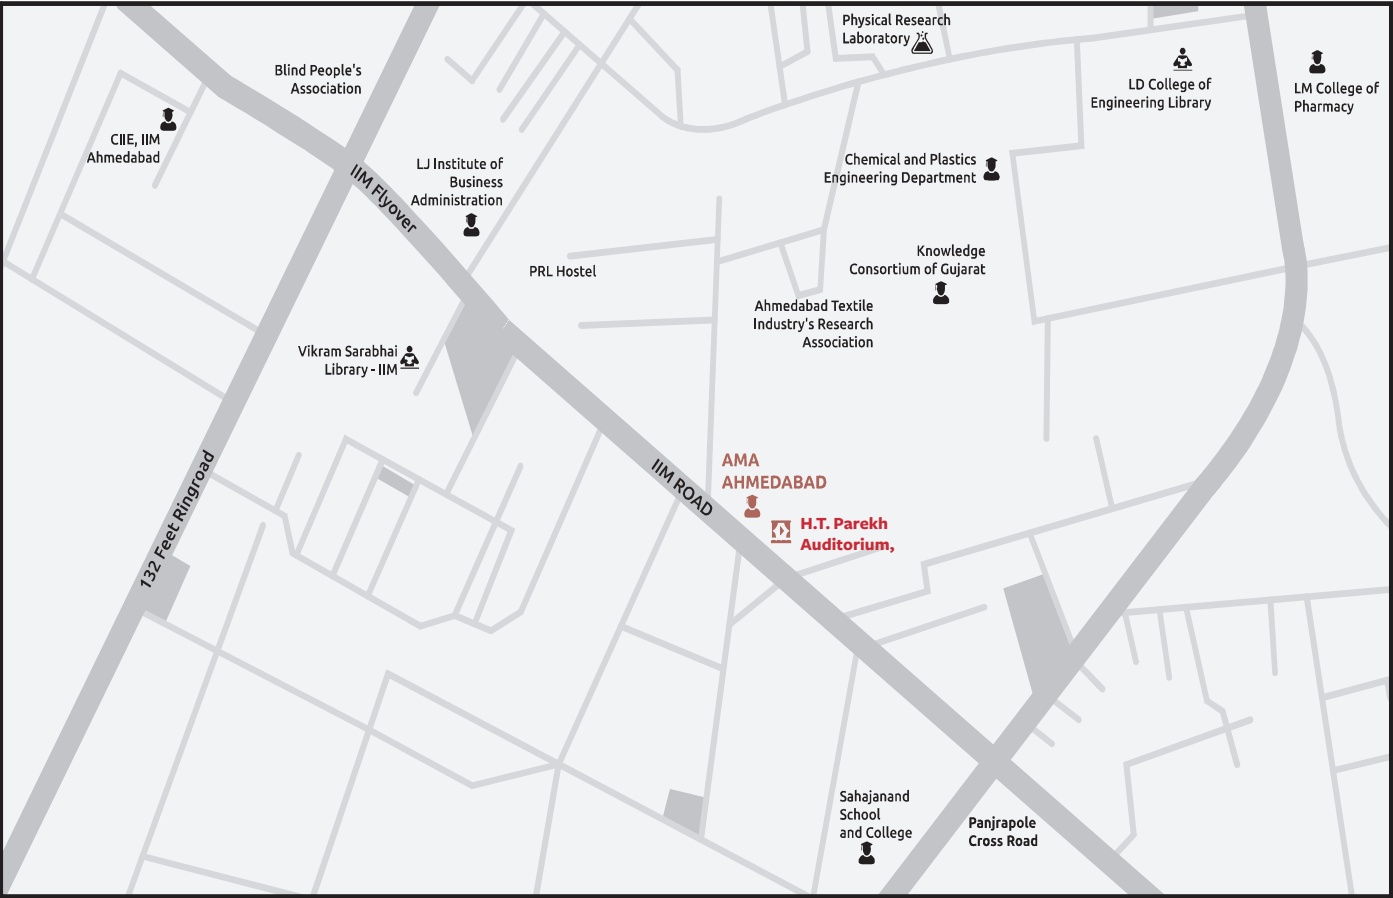 Physical Research
Laboratory
Blind People's
Association
LD College of
Engineering Library
LM College of
Pharmacy
CIIE, IIM
Ahmedabad
LJ Institute of
Business
Administration
Chemical and Plastics
Engineering Department
IIM Flyover
PRL Hostel
Knowledge
Consortium of Gujarat
Ahmedabad Textile
Industry's Research
Association
Vikram Sarabhai
Library - IIM
132 Feet Ringroad
IIM ROAD
AMA
AHMEDABAD
H.T. Parekh
Auditorium,
Sahajanand
School
and College
Panjrapole
Cross Road